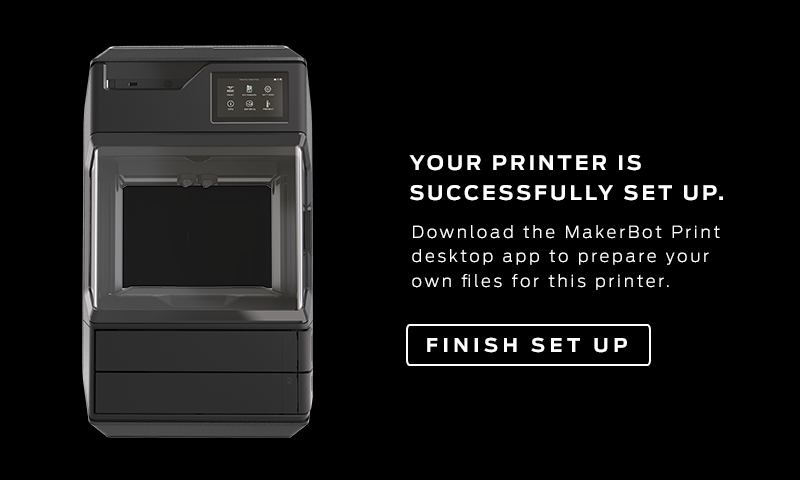 YOUR PRINTER IS
SUCCESSFULLY SET UP.
Download the MakerBot Print
desktop app to prepare your
own files for this printer.
FINISH SET UP